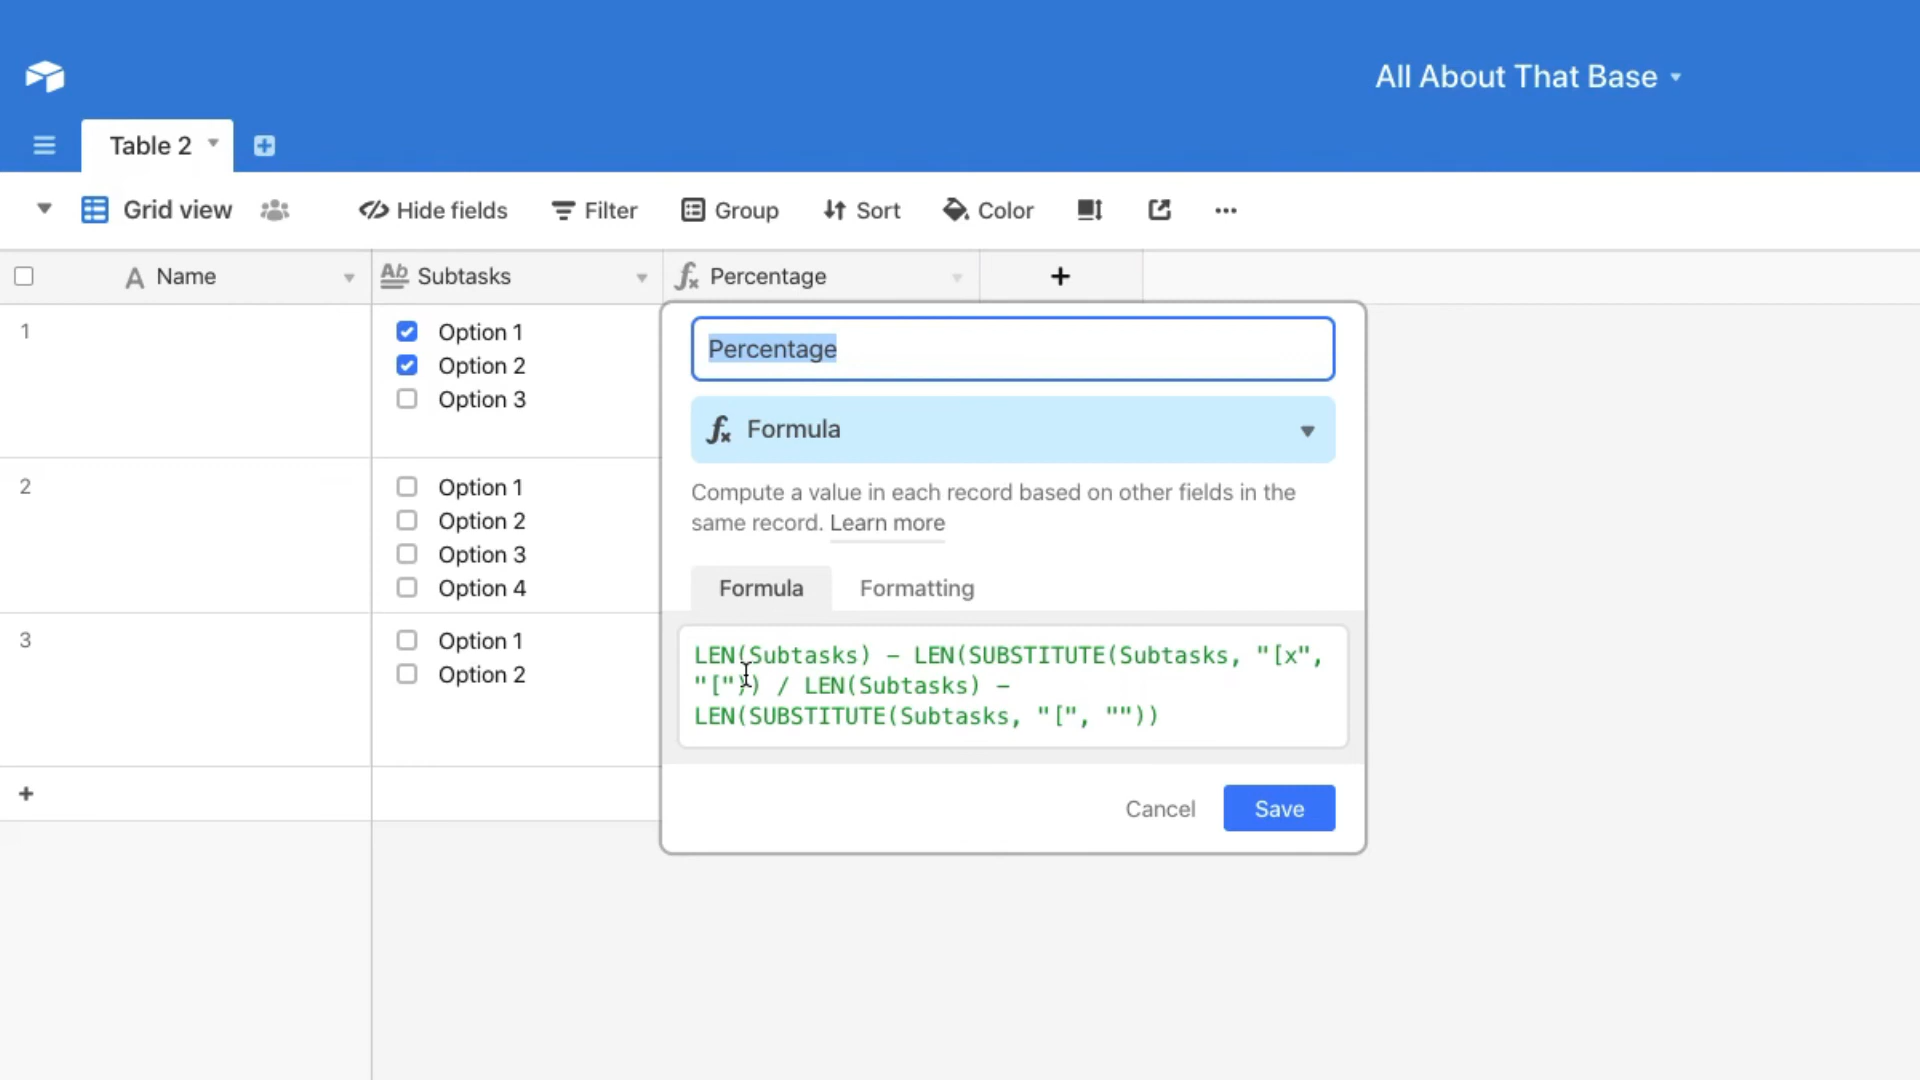 All About That Base
Table 2
Grid view Hide fields Filter Group Sort Color ...
A Name Ab Subtasks fx Percentage +
1
Option 1
Option 2
Option 3
2
Option 1
Option 2
Option 3
Option 4
3
Option 1
Option 2
+
Percentage
fx Formula
Compute a value in each record based on other fields in the
same record. Learn more
Formula Formatting
LEN(Subtasks) – LEN(SUBSTITUTE(Subtasks, "[x",
"[")) / LEN(Subtasks) –
LEN(SUBSTITUTE(Subtasks, "[", ""))
Cancel Save